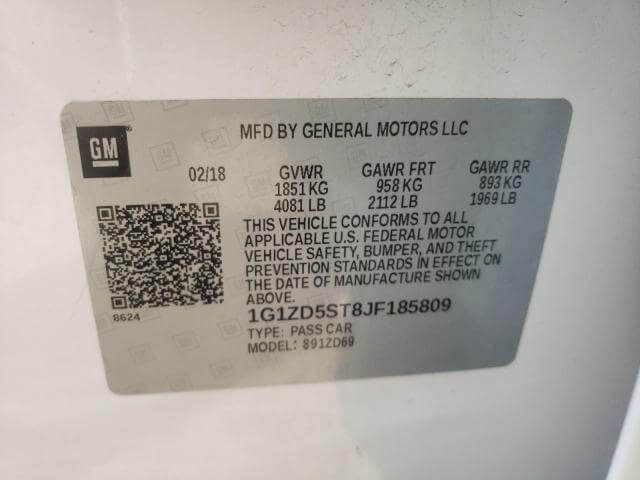 GM
MFD BY GENERAL MOTORS LLC
02/18 GVWR GAWR FRT GAWR RR
1851 KG 958 KG 893 KG
4081 LB 2112 LB 1969 LB
THIS VEHICLE CONFORMS TO ALL
APPLICABLE U.S. FEDERAL MOTOR
VEHICLE SAFETY, BUMPER, AND THEFT
PREVENTION STANDARDS IN EFFECT ON
THE DATE OF MANUFACTURE SHOWN
ABOVE.
8624
1G1ZD5ST8JF185809
TYPE: PASS CAR
MODEL: 891ZD69